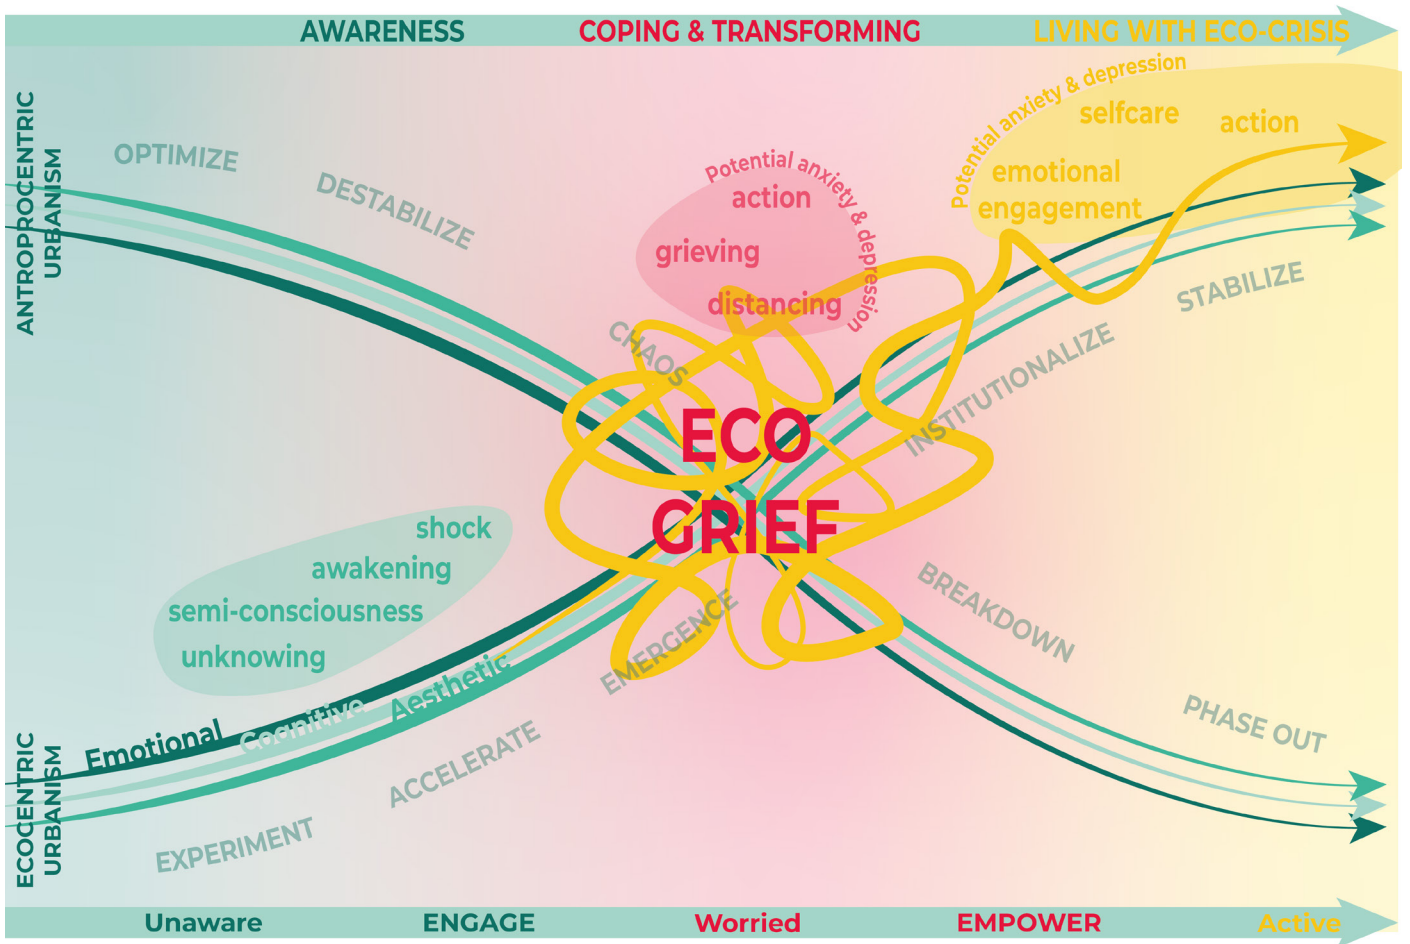 AWARENESS
COPING & TRANSFORMING
LIVING WITH ECO-CRISIS
ANTROPROCENTRIC
URBANISM
OPTIMIZE
DESTABILIZE
CHAOS
Potential anxiety & depression
action
grieving
distancing
Potential anxiety & depression
selfcare
action
emotional
engagement
STABILIZE
INSTITUTIONALIZE
ECO
GRIEF
shock
awakening
semi-consciousness
unknowing
Emotional
Cognitive
Aesthetic
EMERGENCE
BREAKDOWN
PHASE OUT
ACCELERATE
EXPERIMENT
ECOCENTRIC
URBANISM
Unaware
ENGAGE
Worried
EMPOWER
Active